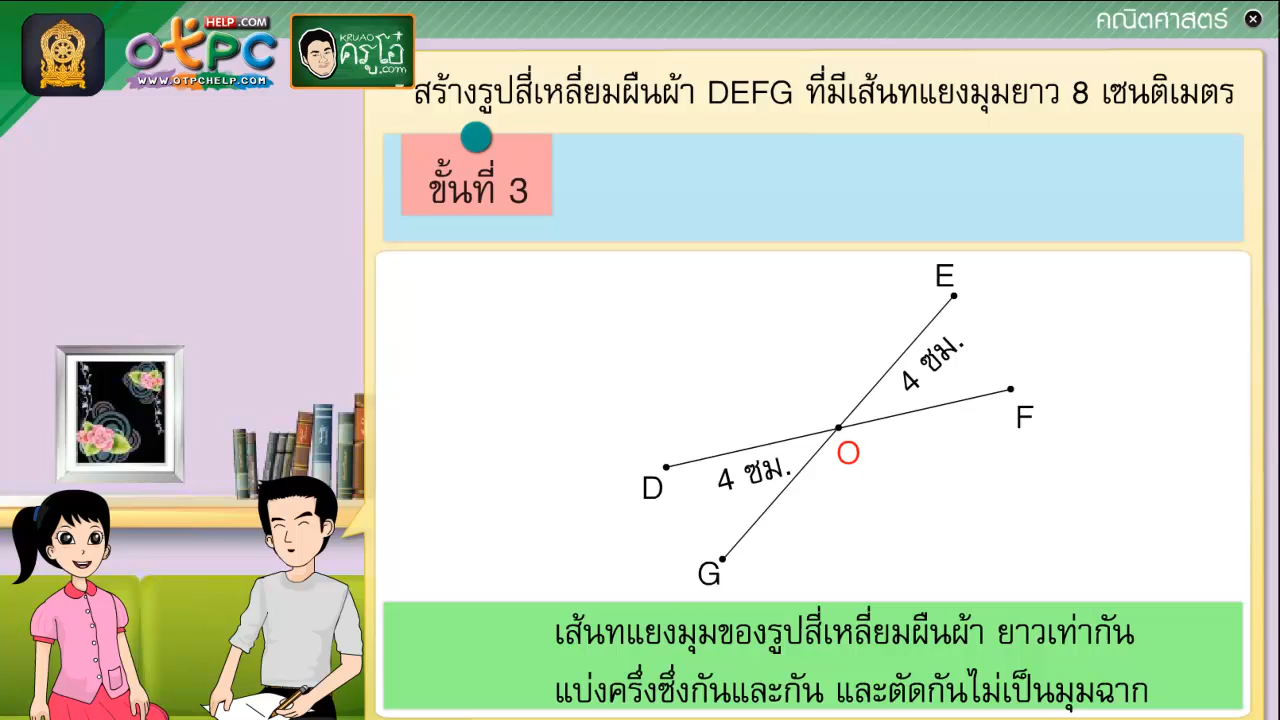 คณิตศาสตร์
OTPC HELP.COM
WWW.OTPCHELP.COM
KRUAO
ครูโอ๋.com
สร้างรูปสี่เหลี่ยมผืนผ้า DEFG ที่มีเส้นทแยงมุมยาว 8 เซนติเมตร
ขั้นที่ 3
E
4 ซม.
F
O
4 ซม.
D
G
เส้นทแยงมุมของรูปสี่เหลี่ยมผืนผ้า ยาวเท่ากัน
แบ่งครึ่งซึ่งกันและกัน และตัดกันไม่เป็นมุมฉาก